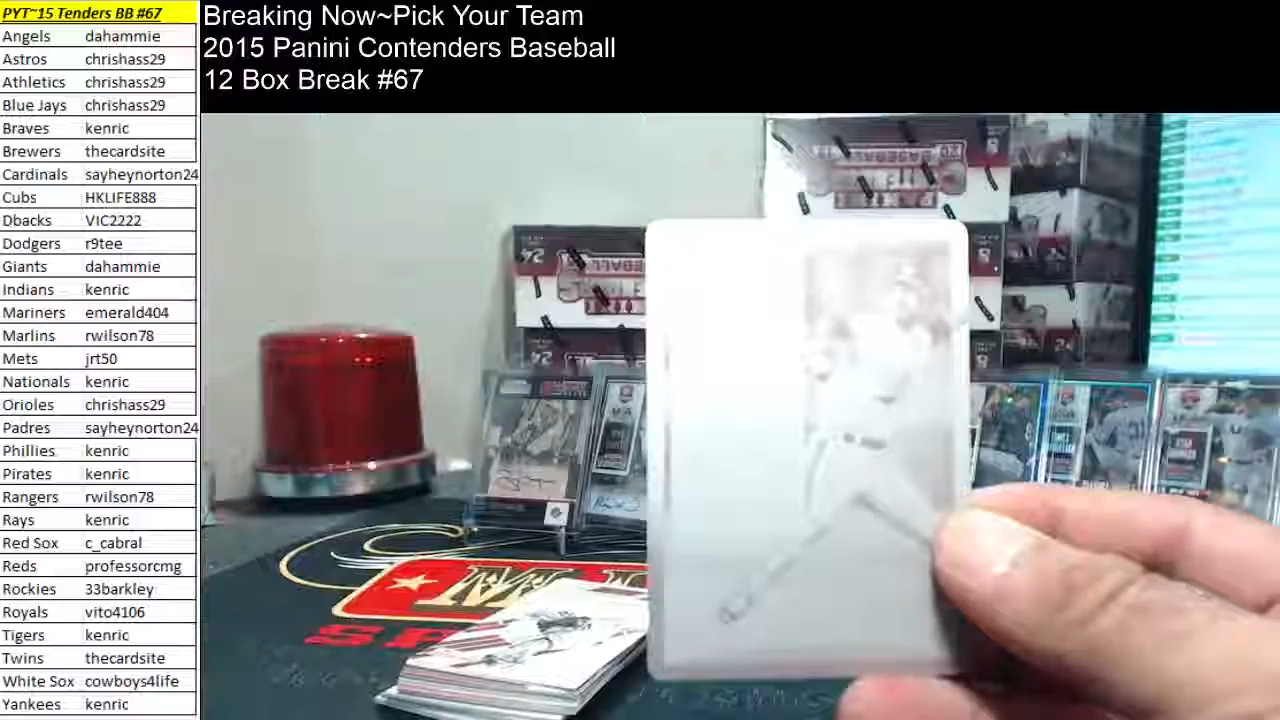 PYT~15 Tenders BB #67
Angels dahammie
Astros chrishass29
Athletics chrishass29
Blue Jays chrishass29
Braves kenric
Brewers thecardsite
Cardinals sayheynorton24
Cubs HKLIFE888
Dbacks VIC2222
Dodgers r9tee
Giants dahammie
Indians kenric
Mariners emerald404
Marlins rwilson78
Mets jrt50
Nationals kenric
Orioles chrishass29
Padres sayheynorton24
Phillies kenric
Pirates kenric
Rangers rwilson78
Rays kenric
Red Sox c_cabral
Reds professorcmg
Rockies 33barkley
Royals vito4106
Tigers kenric
Twins thecardsite
White Sox cowboys4life
Yankees kenric
Breaking Now~Pick Your Team
2015 Panini Contenders Baseball
12 Box Break #67
24
24
8
8